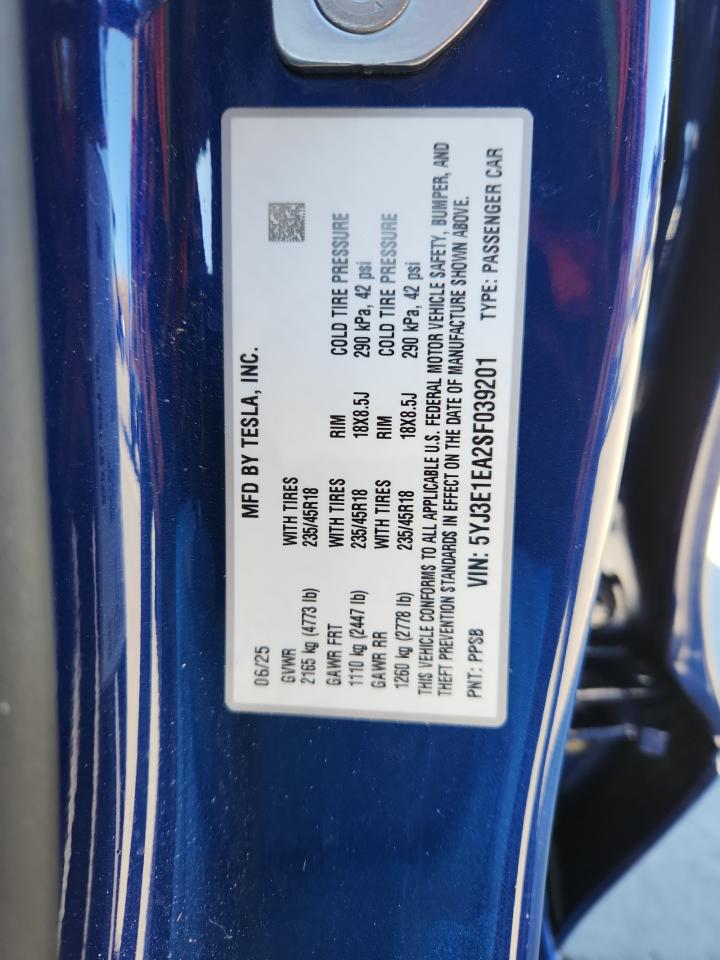 MFD BY TESLA, INC.
06/25
GVWR WITH TIRES RIM COLD TIRE PRESSURE
2165 kg (4773 lb) 235/45R18 18X8.5J 290 kPa, 42 psi
GAWR FRT WITH TIRES RIM COLD TIRE PRESSURE
1110 kg (2447 lb) 235/45R18 18X8.5J 290 kPa, 42 psi
GAWR RR WITH TIRES
1260 kg (2778 lb) 235/45R18
THIS VEHICLE CONFORMS TO ALL APPLICABLE U.S. FEDERAL MOTOR VEHICLE SAFETY, BUMPER, AND
THEFT PREVENTION STANDARDS IN EFFECT ON THE DATE OF MANUFACTURE SHOWN ABOVE.
PNT: PPSB VIN: 5YJ3E1EA2SF039201 TYPE: PASSENGER CAR